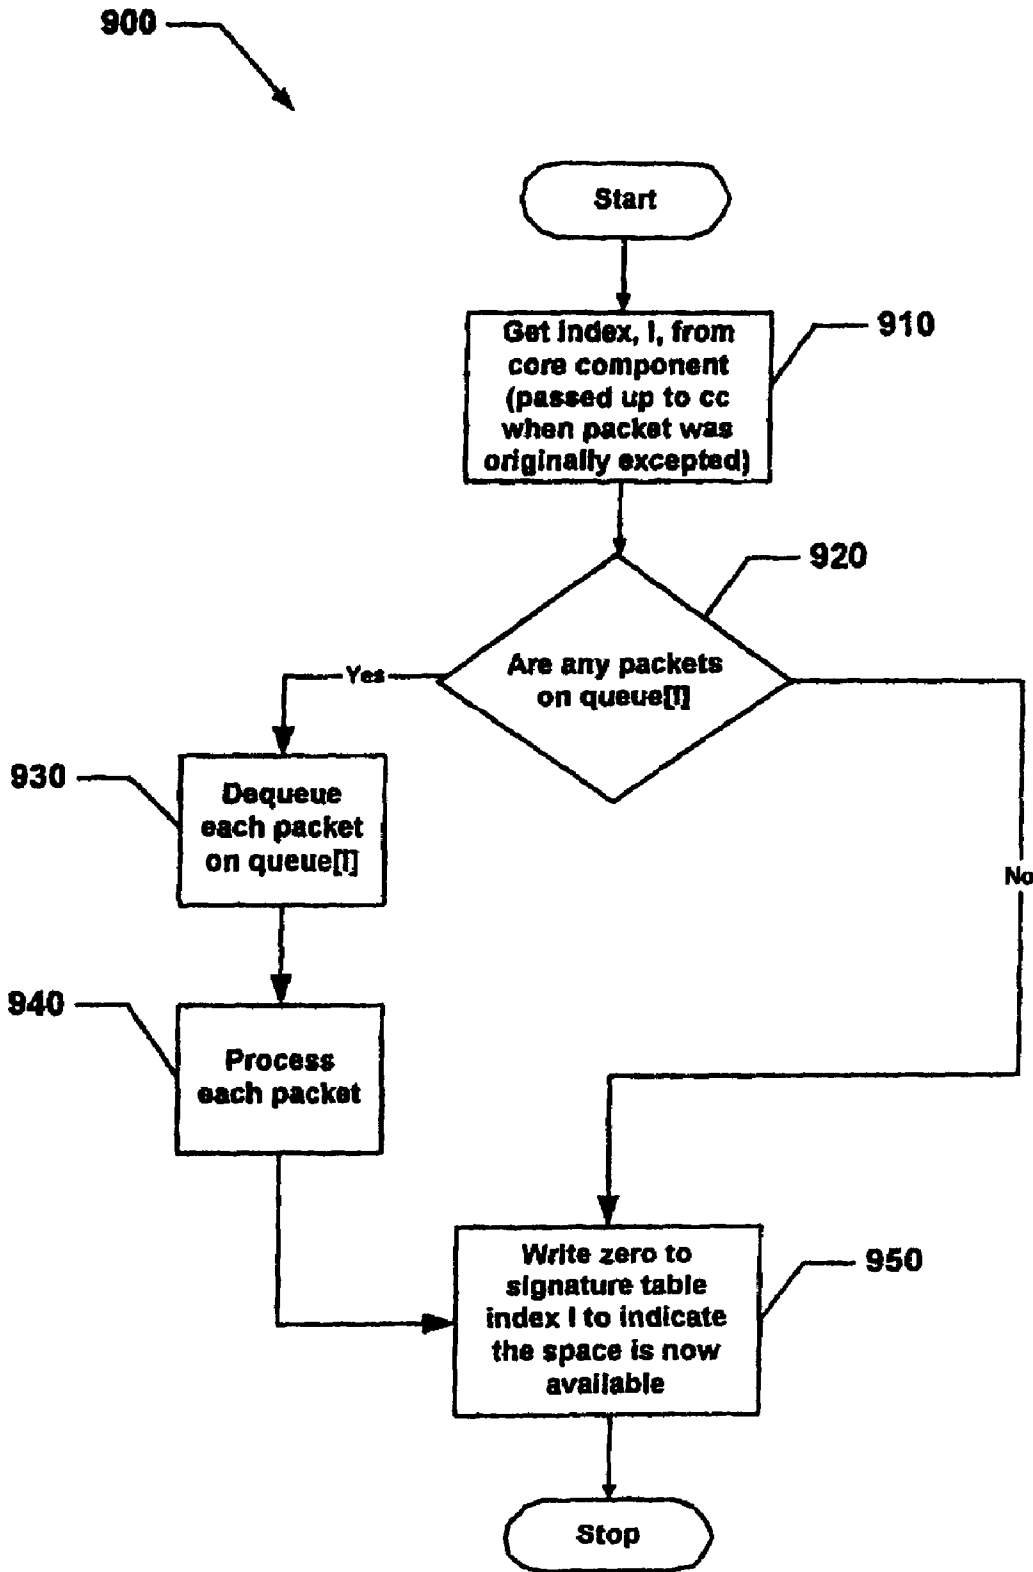 900
Start
Get index, I, from
core component
(passed up to cc
when packet was
originally excepted)
910
920
Are any packets
on queue[I]
Yes
No
930
Dequeue
each packet
on queue[I]
940
Process
each packet
Write zero to
signature table
index I to indicate
the space is now
available
950
Stop